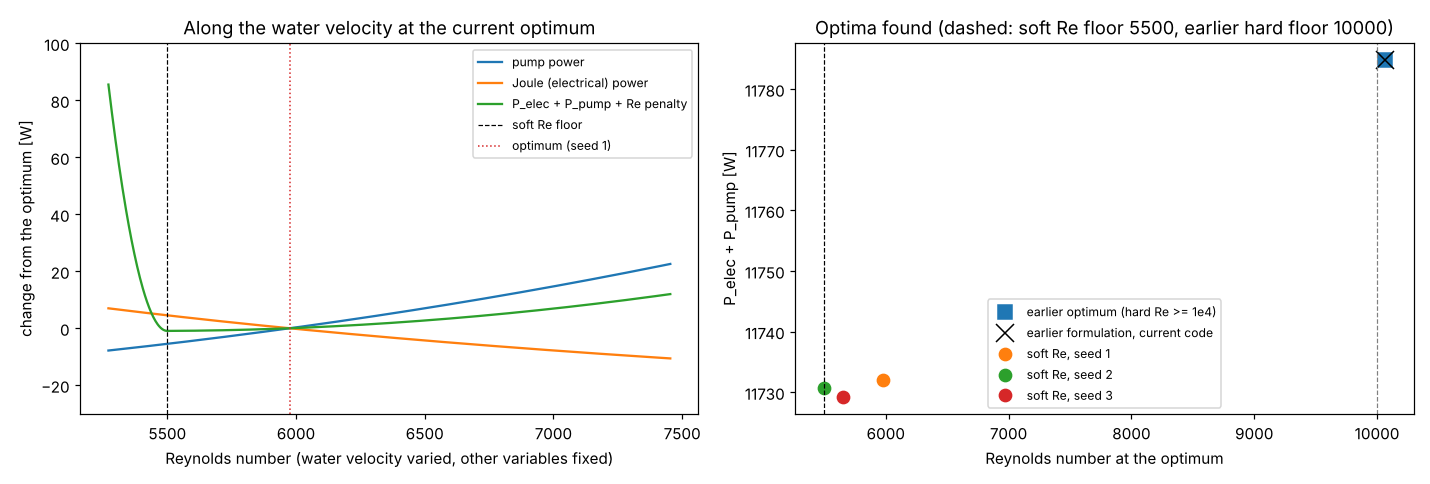 Along the water velocity at the current optimum
100
80
60
40
20
0
−20
change from the optimum [W]
pump power
Joule (electrical) power
P_elec + P_pump + Re penalty
soft Re floor
optimum (seed 1)
5500
6000
6500
7000
7500
Reynolds number (water velocity varied, other variables fixed)
Optima found (dashed: soft Re floor 5500, earlier hard floor 10000)
11780
11770
11760
11750
11740
11730
P_elec + P_pump [W]
earlier optimum (hard Re >= 1e4)
earlier formulation, current code
soft Re, seed 1
soft Re, seed 2
soft Re, seed 3
6000
7000
8000
9000
10000
Reynolds number at the optimum